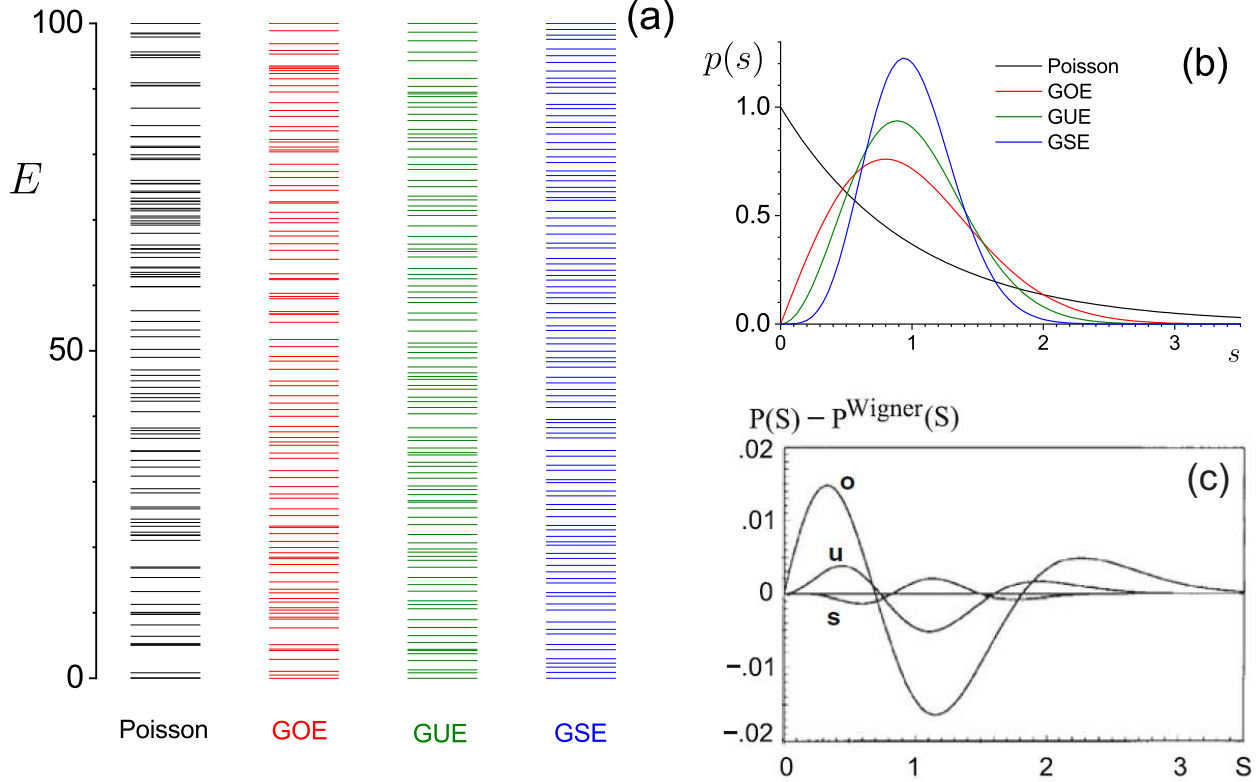 (a)
100
50
0
E
Poisson GOE GUE GSE
(b)
p(s)
1.0
0.5
0.0
0 1 2 3 s
Poisson
GOE
GUE
GSE
P(S) – P^Wigner(S)
(c)
.02
.01
0
–.01
–.02
o
u
s
0 1 2 3 S